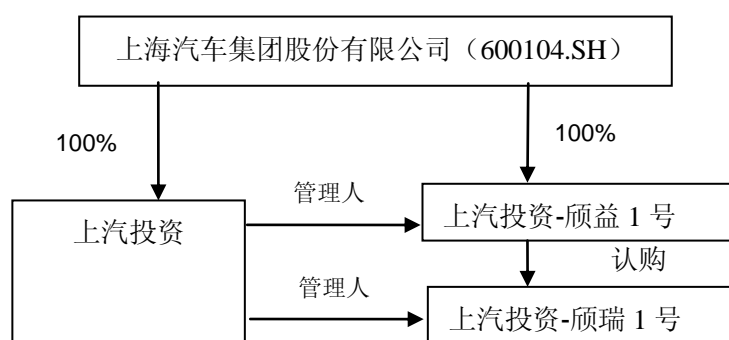 上海汽车集团股份有限公司（600104.SH）
100%
100%
管理人
上汽投资
上汽投资-颀益 1 号
认购
管理人
上汽投资-颀瑞 1 号